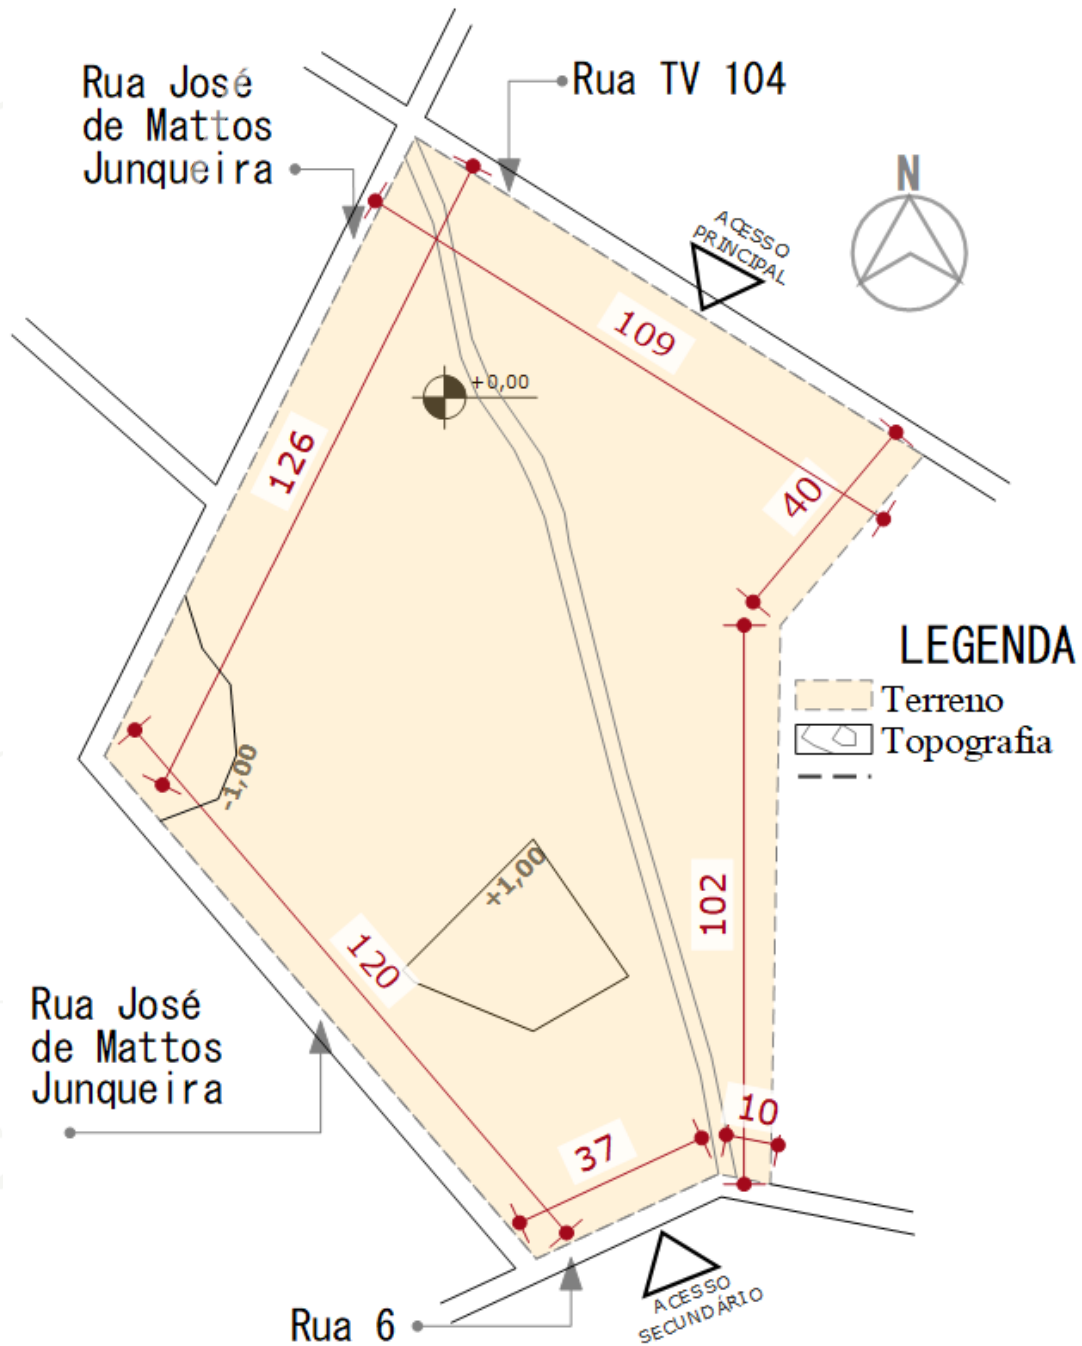 Rua José
de Mattos
Junqueira
Rua TV 104
N
ACESSO
PRINCIPAL
109
+0,00
126
40
LEGENDA
Terreno
Topografia
-1,00
+1,00
102
120
Rua José
de Mattos
Junqueira
10
37
ACESSO
SECUNDÁRIO
Rua 6